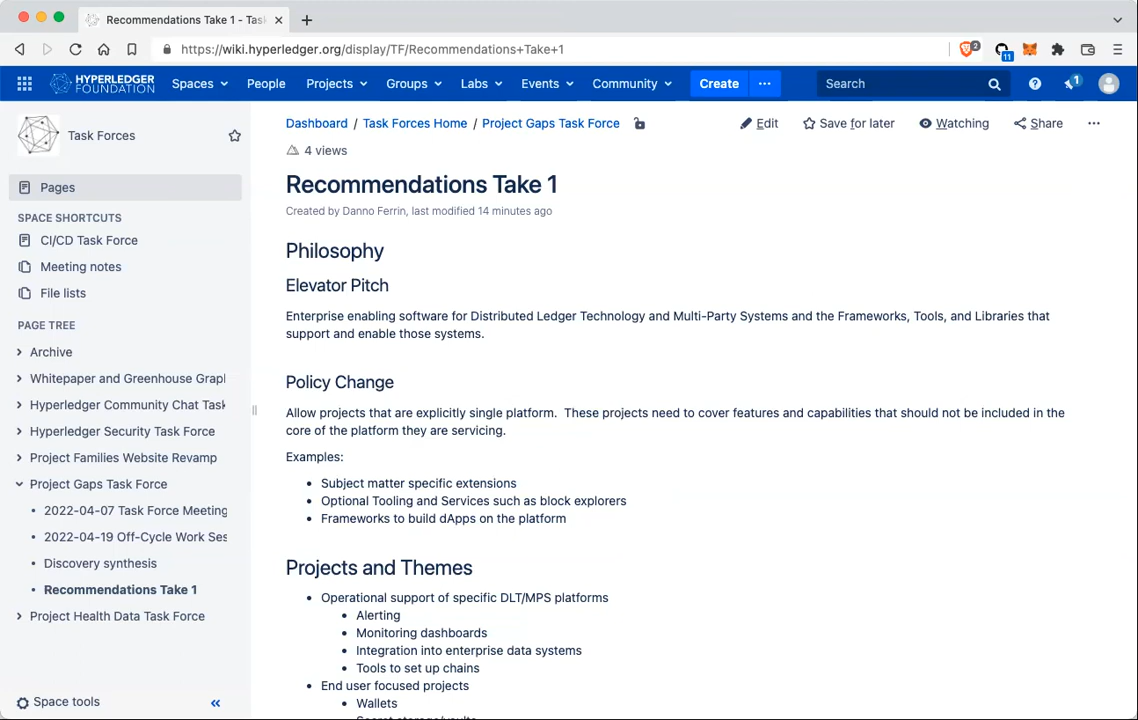 Recommendations Take 1 - Tas
https://wiki.hyperledger.org/display/TF/Recommendations+Take+1
2
11
HYPERLEDGER
FOUNDATION
Spaces
People
Projects
Groups
Labs
Events
Community
Create
Search
1
Task Forces
Pages
SPACE SHORTCUTS
CI/CD Task Force
Meeting notes
File lists
PAGE TREE
Archive
Whitepaper and Greenhouse Grap
Hyperledger Community Chat Task
Hyperledger Security Task Force
Project Families Website Revamp
Project Gaps Task Force
2022-04-07 Task Force Meeting
2022-04-19 Off-Cycle Work Ses
Discovery synthesis
Recommendations Take 1
Project Health Data Task Force
Space tools
Dashboard / Task Forces Home / Project Gaps Task Force
Edit
Save for later
Watching
Share
4 views
Recommendations Take 1
Created by Danno Ferrin, last modified 14 minutes ago
Philosophy
Elevator Pitch
Enterprise enabling software for Distributed Ledger Technology and Multi-Party Systems and the Frameworks, Tools, and Libraries that
support and enable those systems.
Policy Change
Allow projects that are explicitly single platform. These projects need to cover features and capabilities that should not be included in the
core of the platform they are servicing.
Examples:
• Subject matter specific extensions
• Optional Tooling and Services such as block explorers
• Frameworks to build dApps on the platform
Projects and Themes
• Operational support of specific DLT/MPS platforms
• Alerting
• Monitoring dashboards
• Integration into enterprise data systems
• Tools to set up chains
• End user focused projects
• Wallets